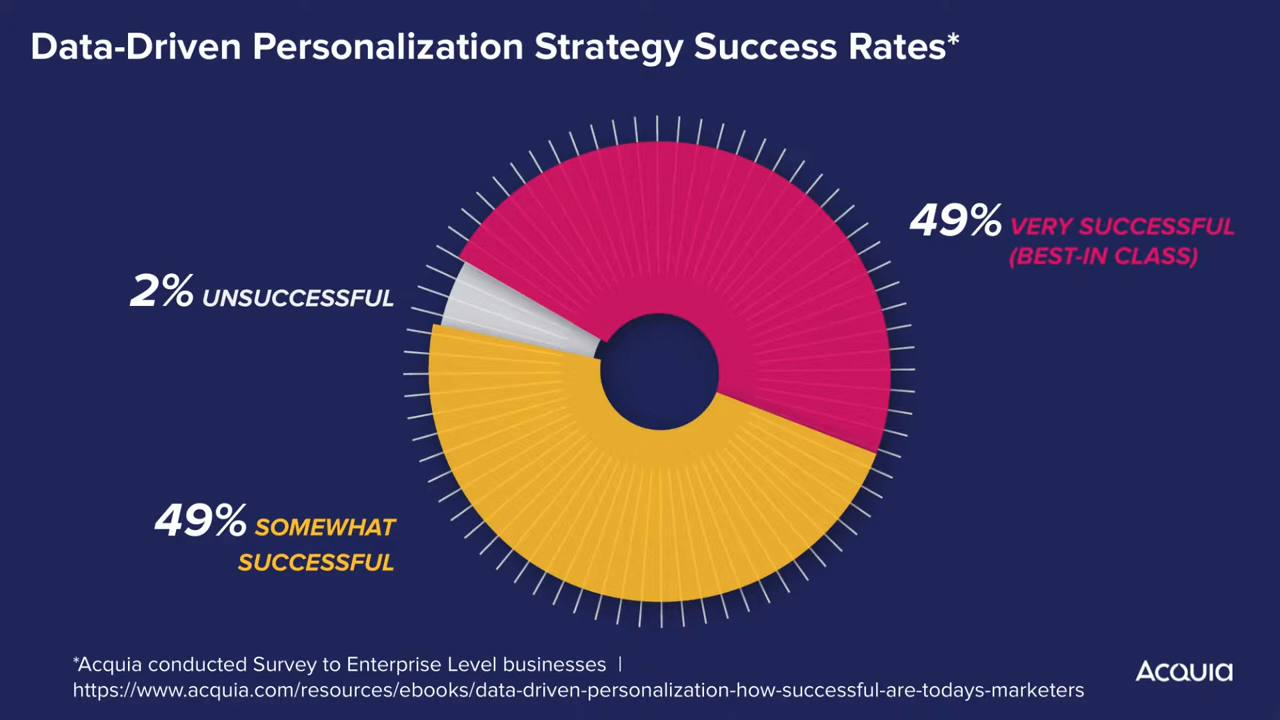 Data-Driven Personalization Strategy Success Rates*
49% VERY SUCCESSFUL
(BEST-IN CLASS)
2% UNSUCCESSFUL
49% SOMEWHAT
SUCCESSFUL
*Acquia conducted Survey to Enterprise Level businesses |
https://www.acquia.com/resources/ebooks/data-driven-personalization-how-successful-are-todays-marketers
Acquia